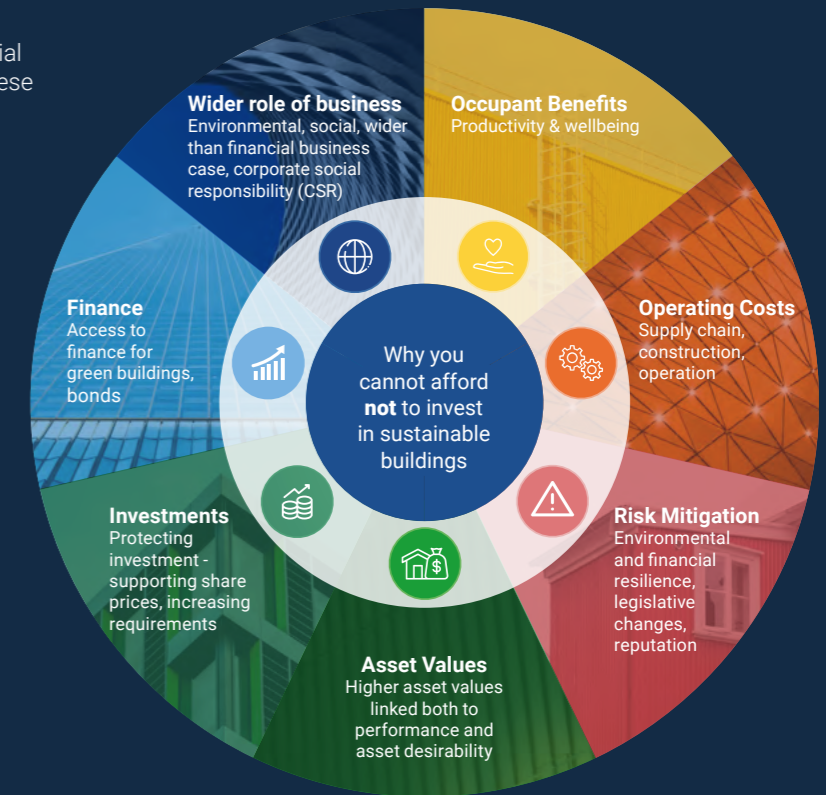 ial
ese
Wider role of business
Environmental, social, wider
than financial business
case, corporate social
responsibility (CSR)
Occupant Benefits
Productivity & wellbeing
Finance
Access to
finance for
green buildings,
bonds
Operating Costs
Supply chain,
construction,
operation
Why you
cannot afford
not to invest
in sustainable
buildings
Investments
Protecting
investment -
supporting share
prices, increasing
requirements
Risk Mitigation
Environmental
and financial
resilience,
legislative
changes,
reputation
Asset Values
Higher asset values
linked both to
performance and
asset desirability
$